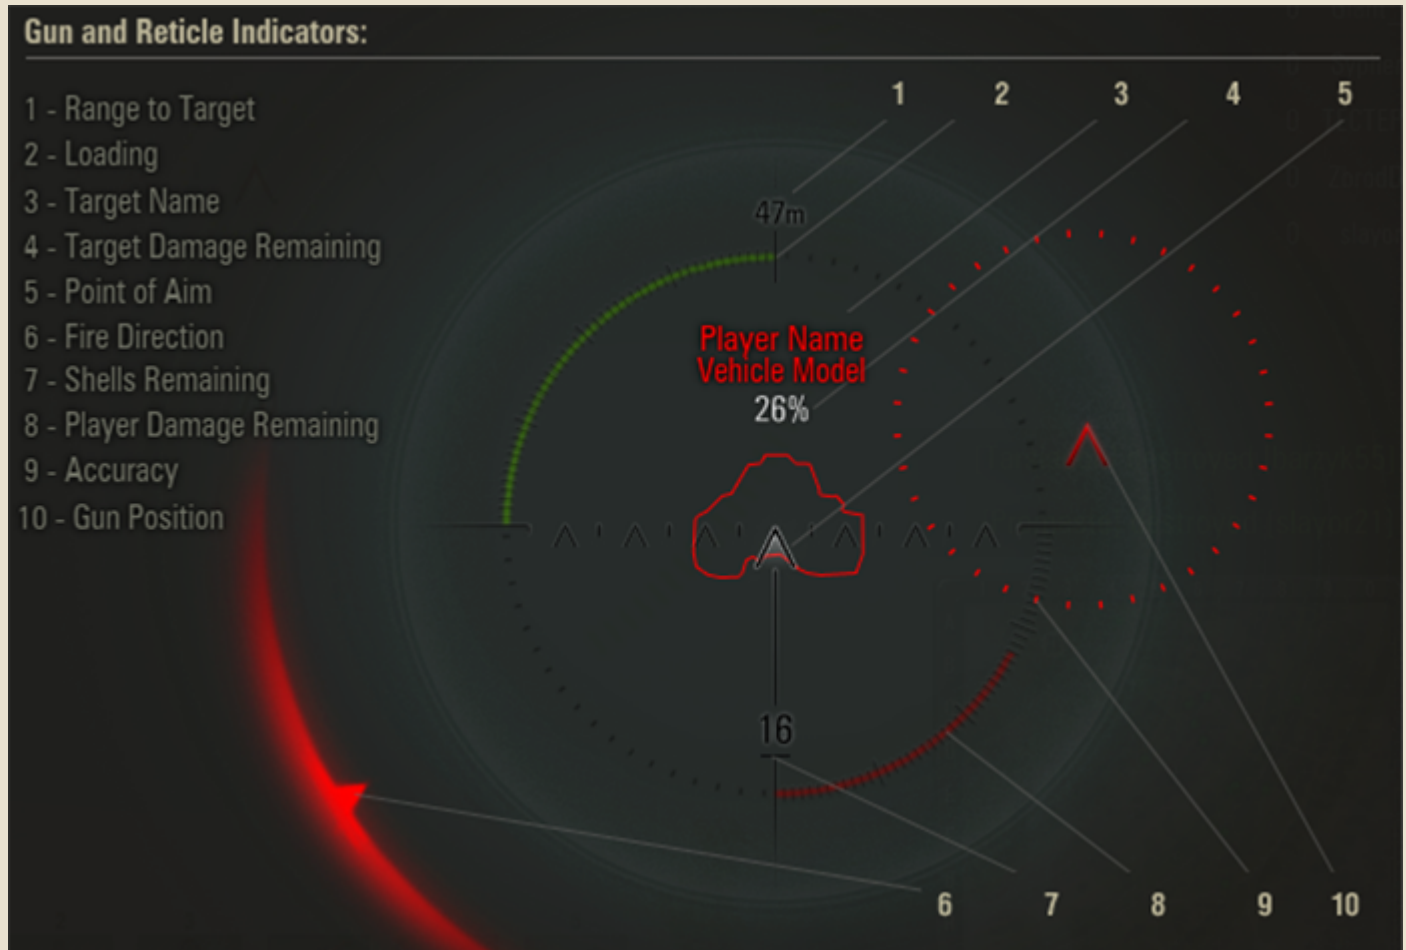 Gun and Reticle Indicators:
1 - Range to Target
2 - Loading
3 - Target Name
4 - Target Damage Remaining
5 - Point of Aim
6 - Fire Direction
7 - Shells Remaining
8 - Player Damage Remaining
9 - Accuracy
10 - Gun Position
1 2 3 4 5
47m
Player Name
Vehicle Model
26%
16
6 7 8 9 10